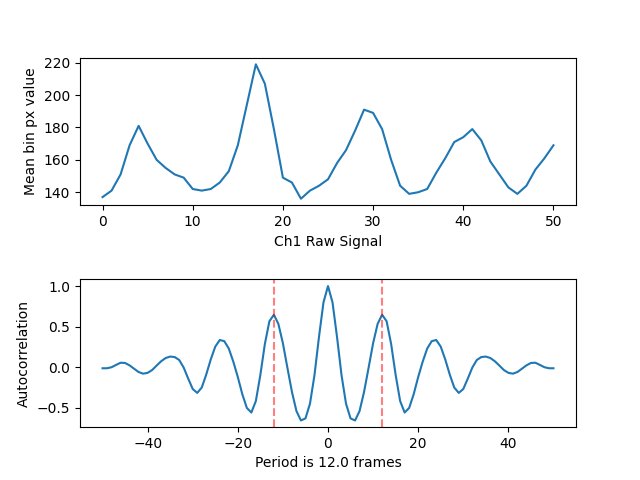 Mean bin px value
220
200
180
160
140
0 10 20 30 40 50
Ch1 Raw Signal
Autocorrelation
1.0
0.5
0.0
−0.5
−40 −20 0 20 40
Period is 12.0 frames